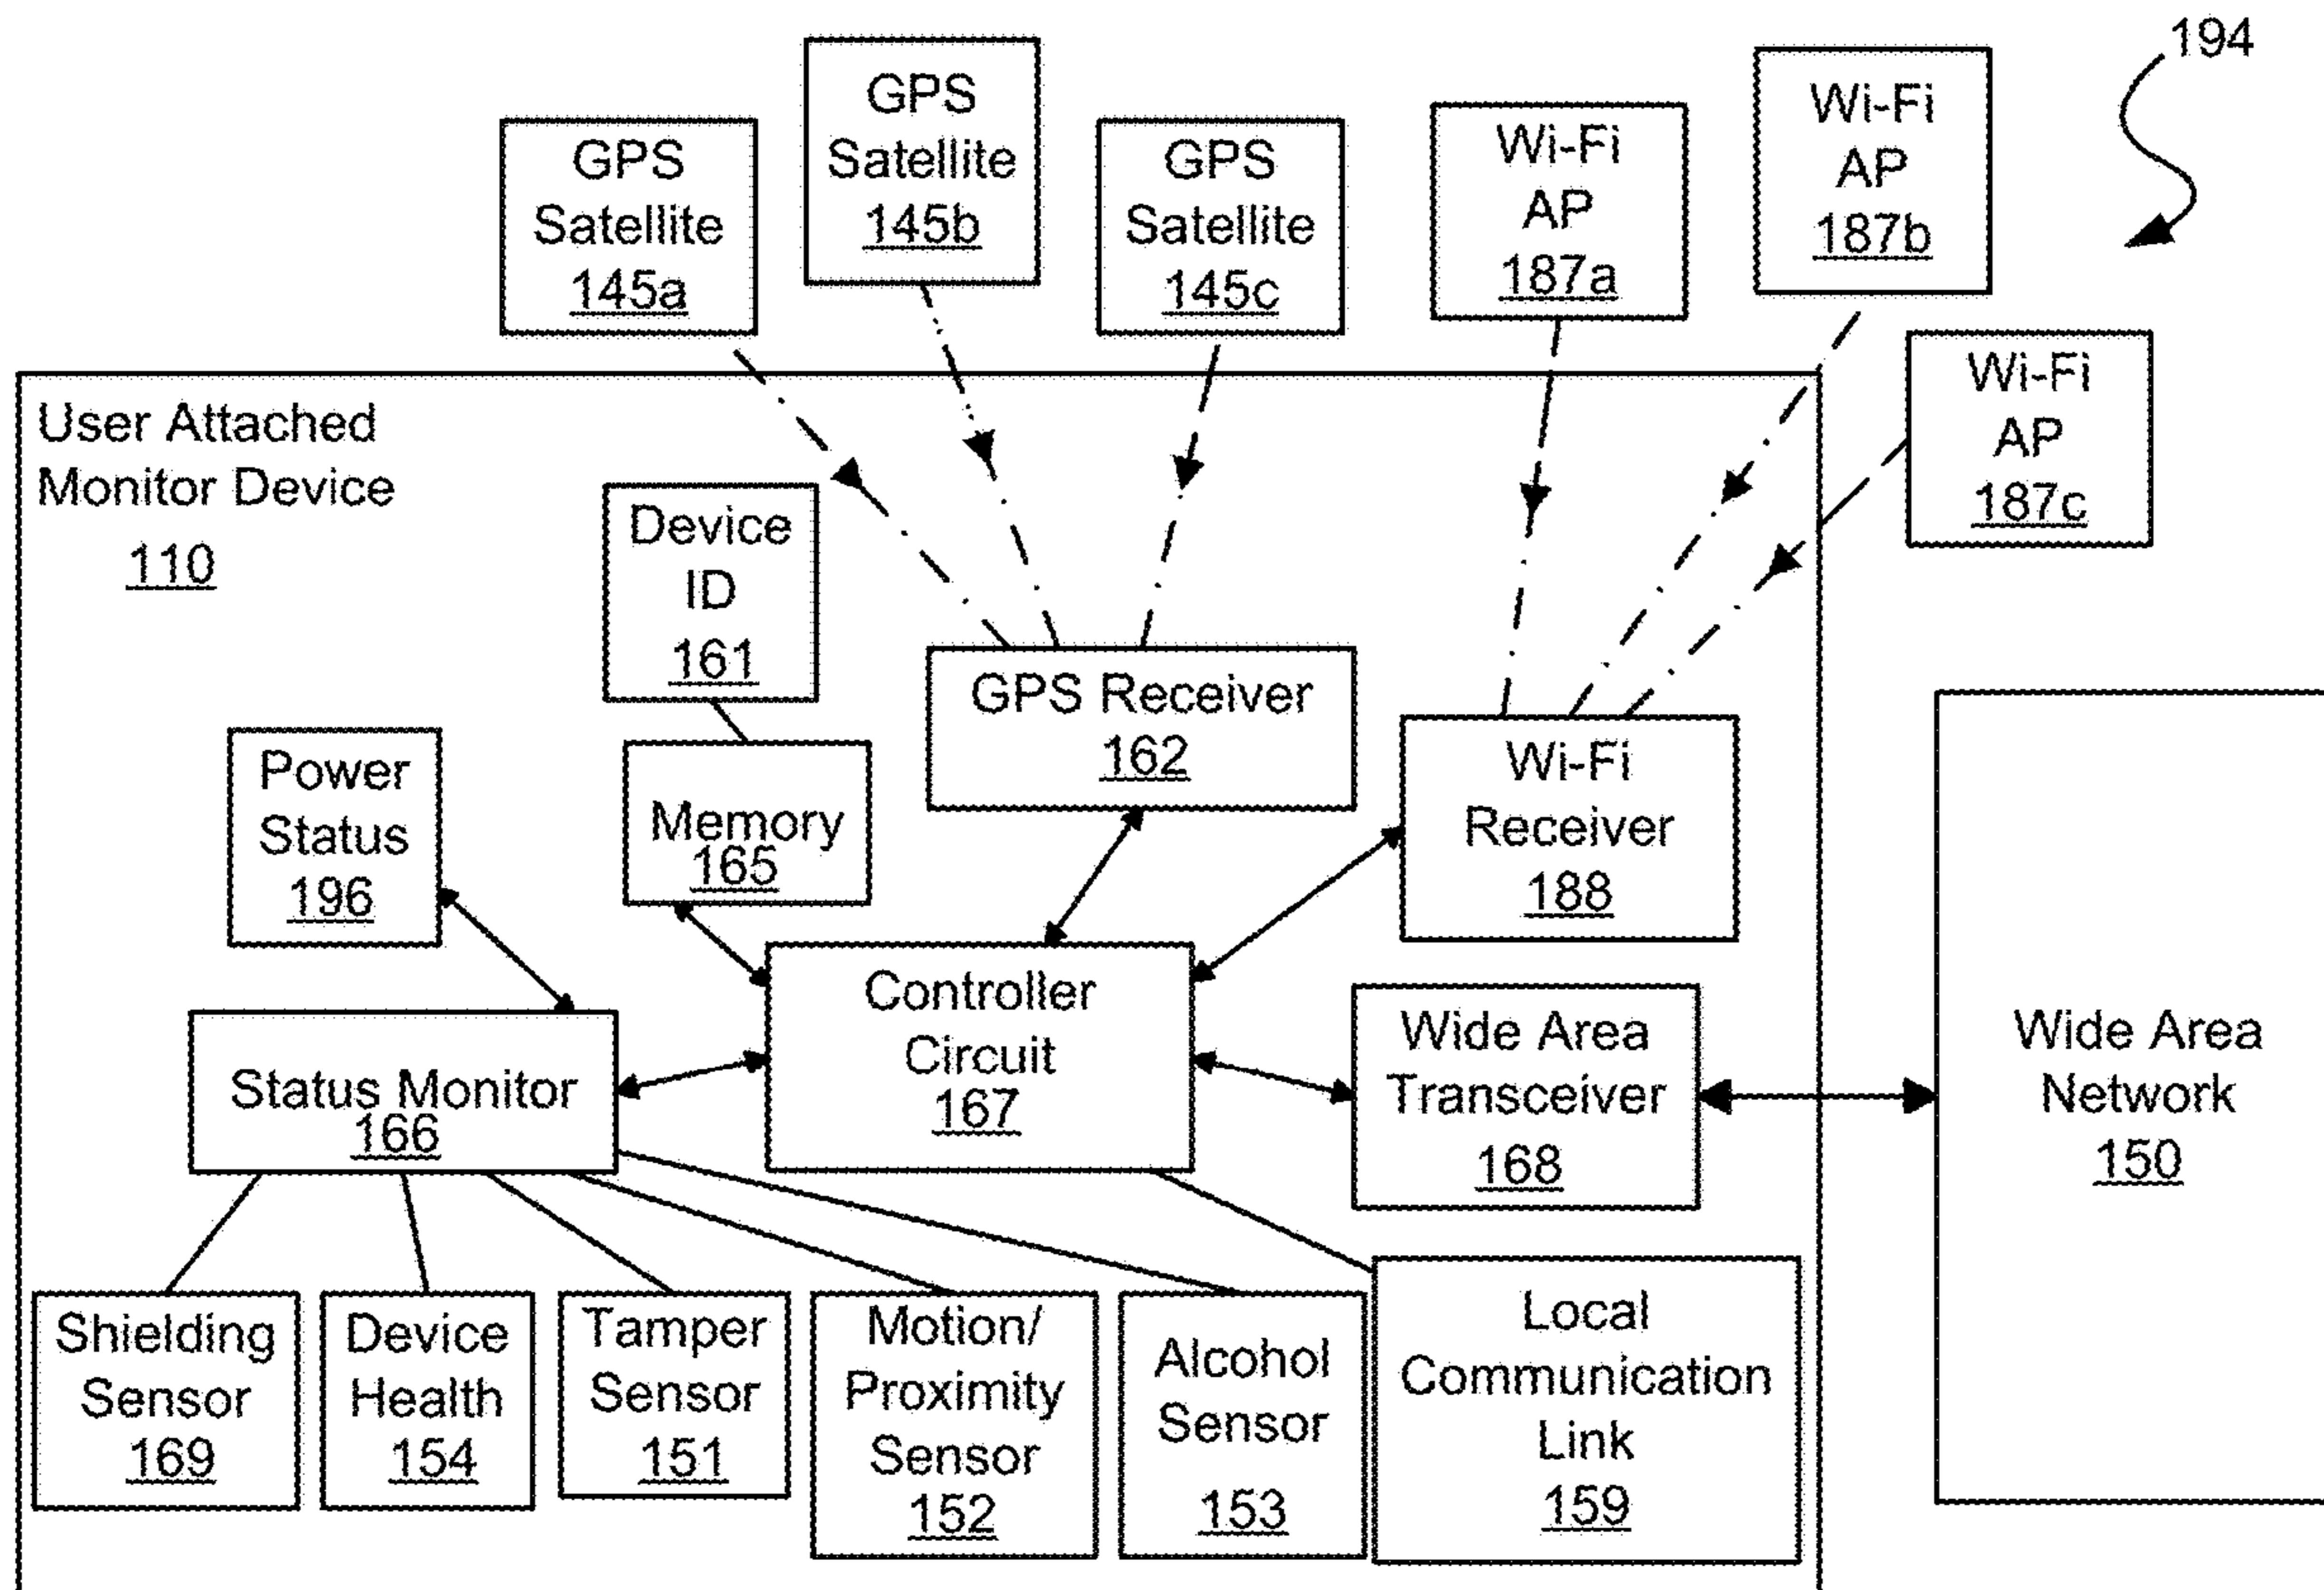 194
GPS
Satellite
145a
GPS
Satellite
145b
GPS
Satellite
145c
Wi-Fi
AP
187a
Wi-Fi
AP
187b
Wi-Fi
AP
187c
User Attached
Monitor Device
110
Device
ID
161
GPS Receiver
162
Power
Status
196
Memory
165
Wi-Fi
Receiver
188
Controller
Circuit
167
Status Monitor
166
Wide Area
Transceiver
168
Wide Area
Network
150
Shielding
Sensor
169
Device
Health
154
Tamper
Sensor
151
Motion/
Proximity
Sensor
152
Alcohol
Sensor
153
Local
Communication
Link
159